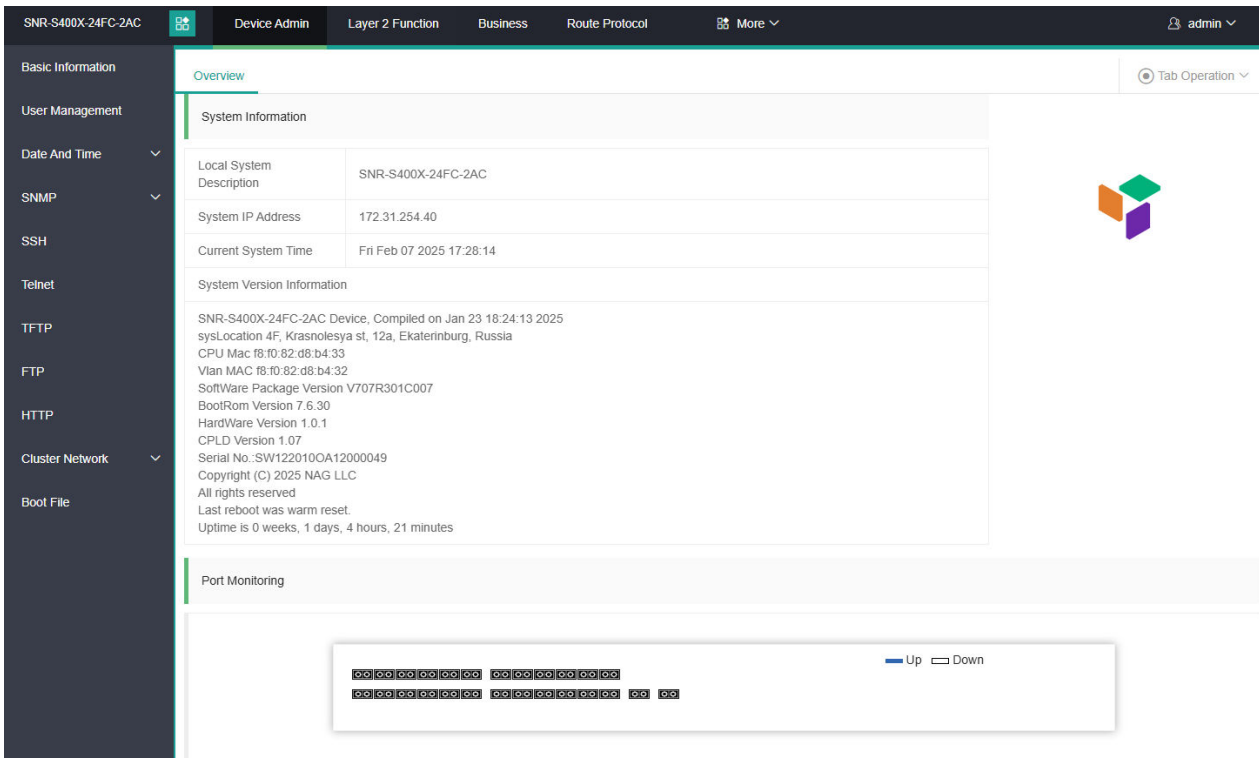 SNR-S400X-24FC-2AC
Device Admin
Layer 2 Function
Business
Route Protocol
More
admin
Basic Information
User Management
Date And Time
SNMP
SSH
Telnet
TFTP
FTP
HTTP
Cluster Network
Boot File
Overview
Tab Operation
System Information
Local System
Description
SNR-S400X-24FC-2AC
System IP Address
172.31.254.40
Current System Time
Fri Feb 07 2025 17:28:14
System Version Information
SNR-S400X-24FC-2AC Device, Compiled on Jan 23 18:24:13 2025
sysLocation 4F, Krasnolesya st, 12a, Ekaterinburg, Russia
CPU Mac f8:f0:82:d8:b4:33
Vlan MAC f8:f0:82:d8:b4:32
SoftWare Package Version V707R301C007
BootRom Version 7.6.30
HardWare Version 1.0.1
CPLD Version 1.07
Serial No.:SW122010OA12000049
Copyright (C) 2025 NAG LLC
All rights reserved
Last reboot was warm reset.
Uptime is 0 weeks, 1 days, 4 hours, 21 minutes
Port Monitoring
Up
Down